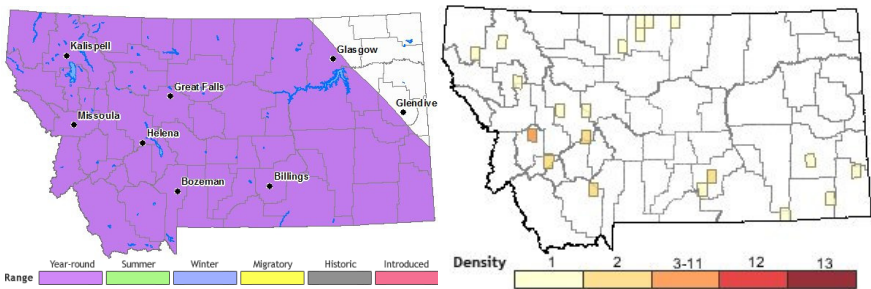 Kalispell
Glasgow
Great Falls
Glendive
Missoula
Helena
Bozeman
Billings
Range
Year-round
Summer
Winter
Migratory
Historic
Introduced
Density
1
2
3-11
12
13